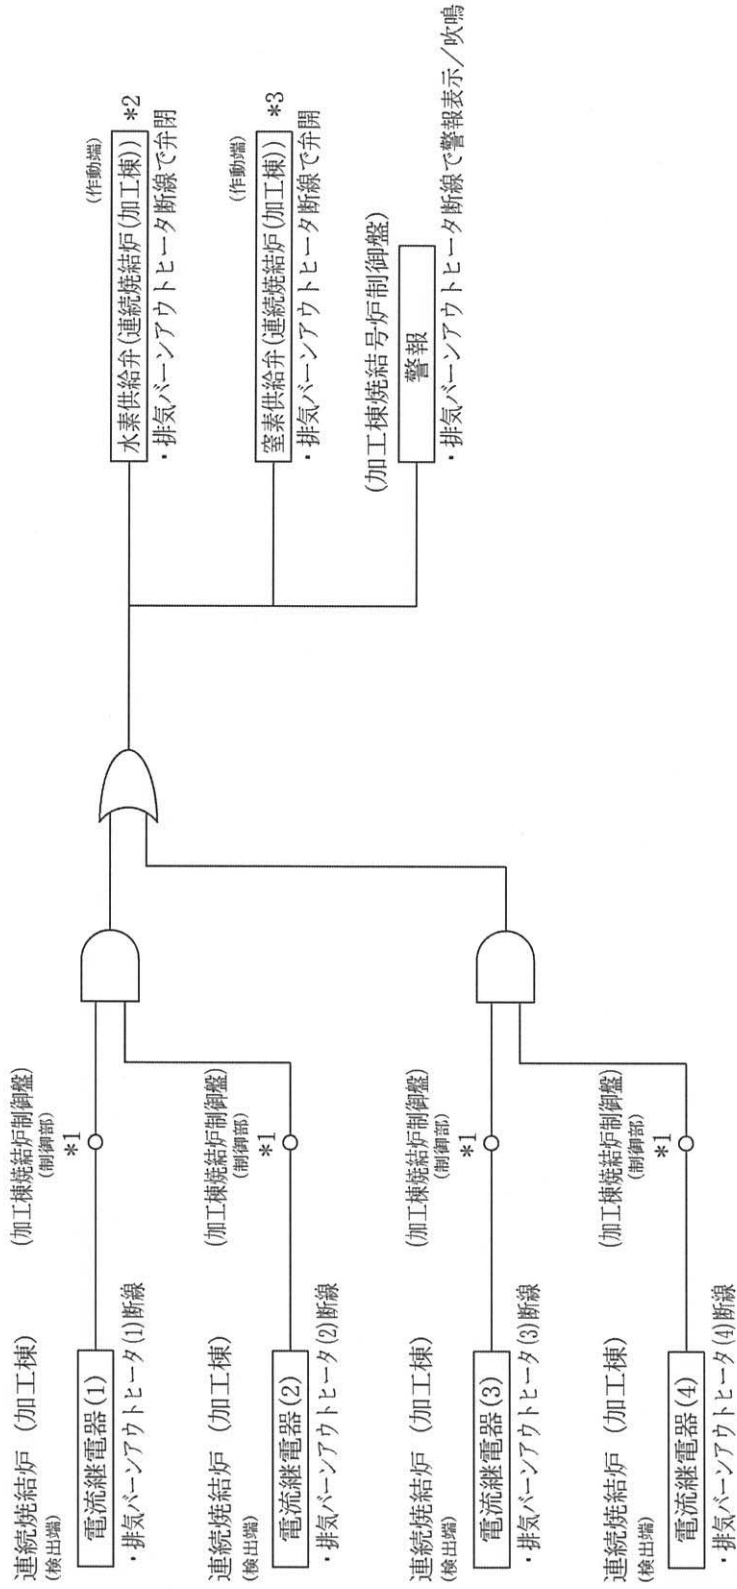 連続焼結炉 (加工棟)
(検出端)
電流継電器(1)
・排気バーンアウトヒータ(1)断線
(加工棟焼結炉制御盤)
(制御部)
*1
連続焼結炉 (加工棟)
(検出端)
電流継電器(2)
・排気バーンアウトヒータ(2)断線
(加工棟焼結炉制御盤)
(制御部)
*1
連続焼結炉 (加工棟)
(検出端)
電流継電器(3)
・排気バーンアウトヒータ(3)断線
(加工棟焼結炉制御盤)
(制御部)
*1
連続焼結炉 (加工棟)
(検出端)
電流継電器(4)
・排気バーンアウトヒータ(4)断線
(加工棟焼結炉制御盤)
(制御部)
*1
(作動端)
水素供給弁(連続焼結炉(加工棟)) *2
・排気バーンアウトヒータ断線で弁閉
(作動端)
窒素供給弁(連続焼結炉(加工棟)) *3
・排気バーンアウトヒータ断線で弁開
(加工棟焼結号炉制御盤)
警報
・排気バーンアウトヒータ断線で警報表示/吹鳴